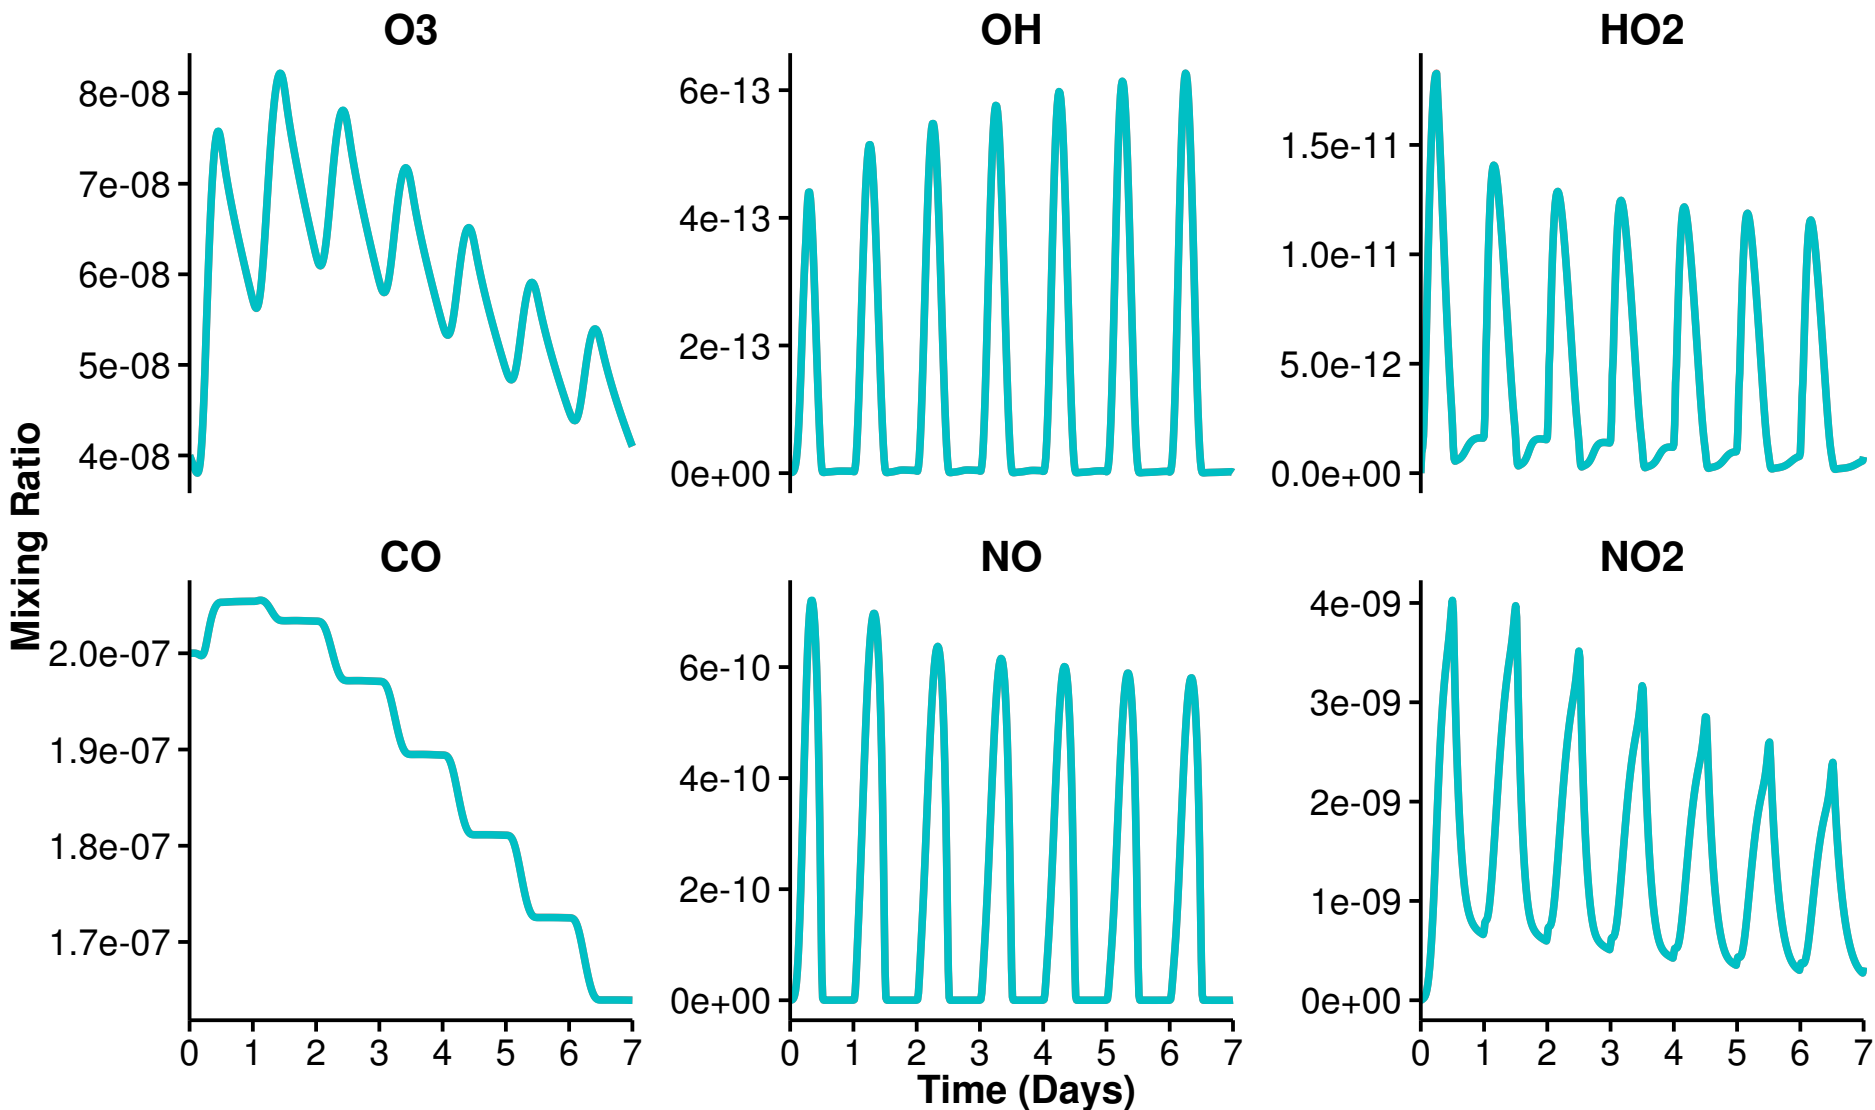 O3
OH
HO2
8e-08
7e-08
6e-08
5e-08
4e-08
6e-13
4e-13
2e-13
0e+00
1.5e-11
1.0e-11
5.0e-12
0.0e+00
Mixing Ratio
CO
NO
NO2
2.0e-07
1.9e-07
1.8e-07
1.7e-07
6e-10
4e-10
2e-10
0e+00
4e-09
3e-09
2e-09
1e-09
0e+00
0 1 2 3 4 5 6 7
0 1 2 3 4 5 6 7
0 1 2 3 4 5 6 7
Time (Days)